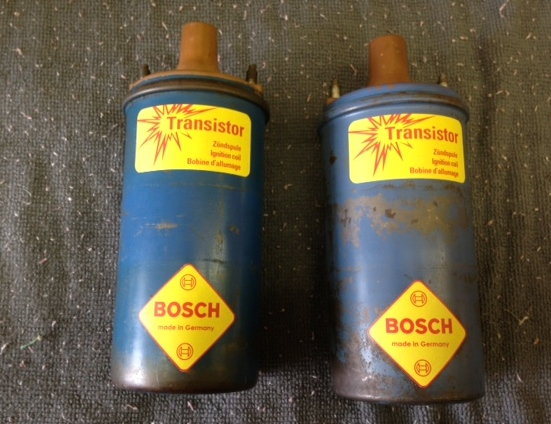 Transistor
Zündspule
Ignition coil
Bobine d'allumage
BOSCH
made in Germany
Transistor
Zündspule
Ignition coil
Bobine d'allumage
BOSCH
made in Germany